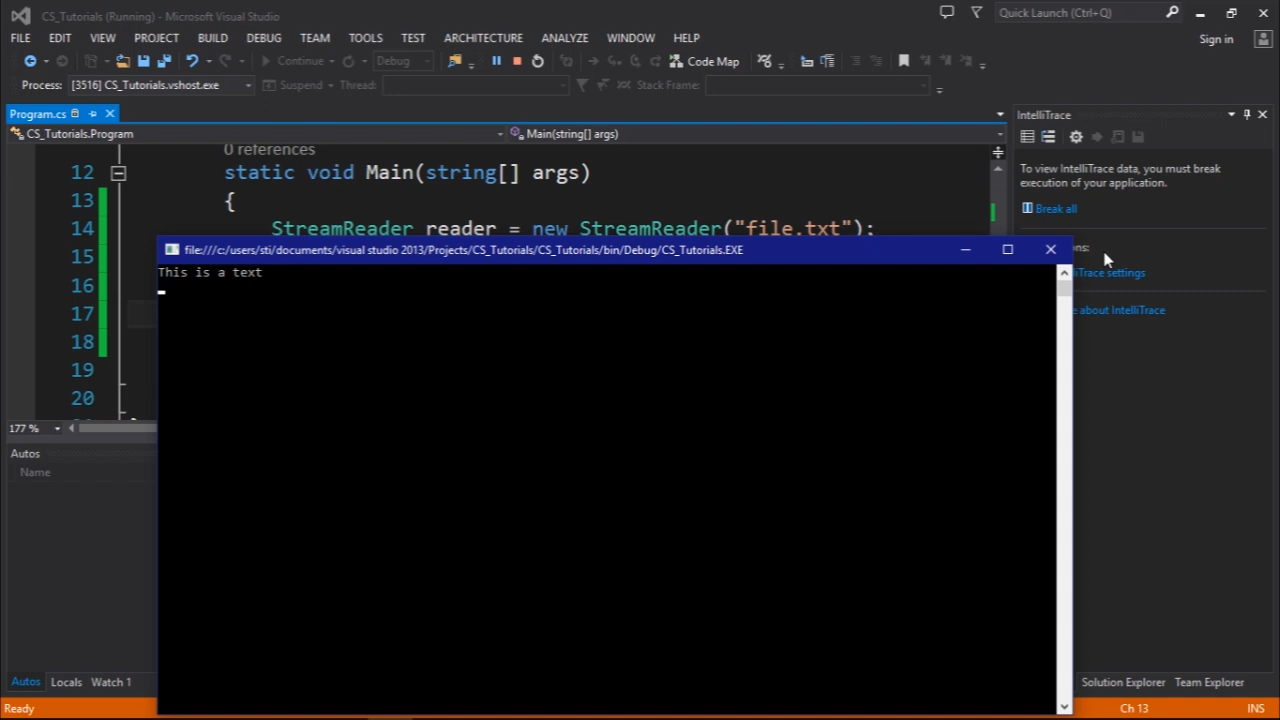 CS_Tutorials (Running) - Microsoft Visual Studio
Quick Launch (Ctrl+Q)
FILE EDIT VIEW PROJECT BUILD DEBUG TEAM TOOLS TEST ARCHITECTURE ANALYZE WINDOW HELP
Sign in
Continue Debug Code Map
Process: [3516] CS_Tutorials.vshost.exe Suspend Thread: Stack Frame:
Program.cs
IntelliTrace
CS_Tutorials.Program Main(string[] args)
0 references
12 static void Main(string[] args)
13 {
14 StreamReader reader = new StreamReader("file.txt");
15
16
17
18
19
20
To view IntelliTrace data, you must break
execution of your application.
Break all
ns:
Trace settings
e about IntelliTrace
file:///c:/users/sti/documents/visual studio 2013/Projects/CS_Tutorials/CS_Tutorials/bin/Debug/CS_Tutorials.EXE
This is a text
177 %
Autos
Name
Autos Locals Watch 1
Solution Explorer Team Explorer
Ready
Ch 13
INS